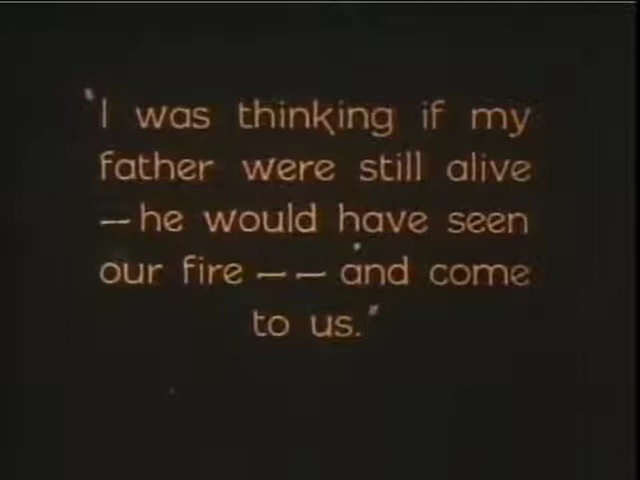 "I was thinking if my
father were still alive
—he would have seen
our fire —— and come
to us."